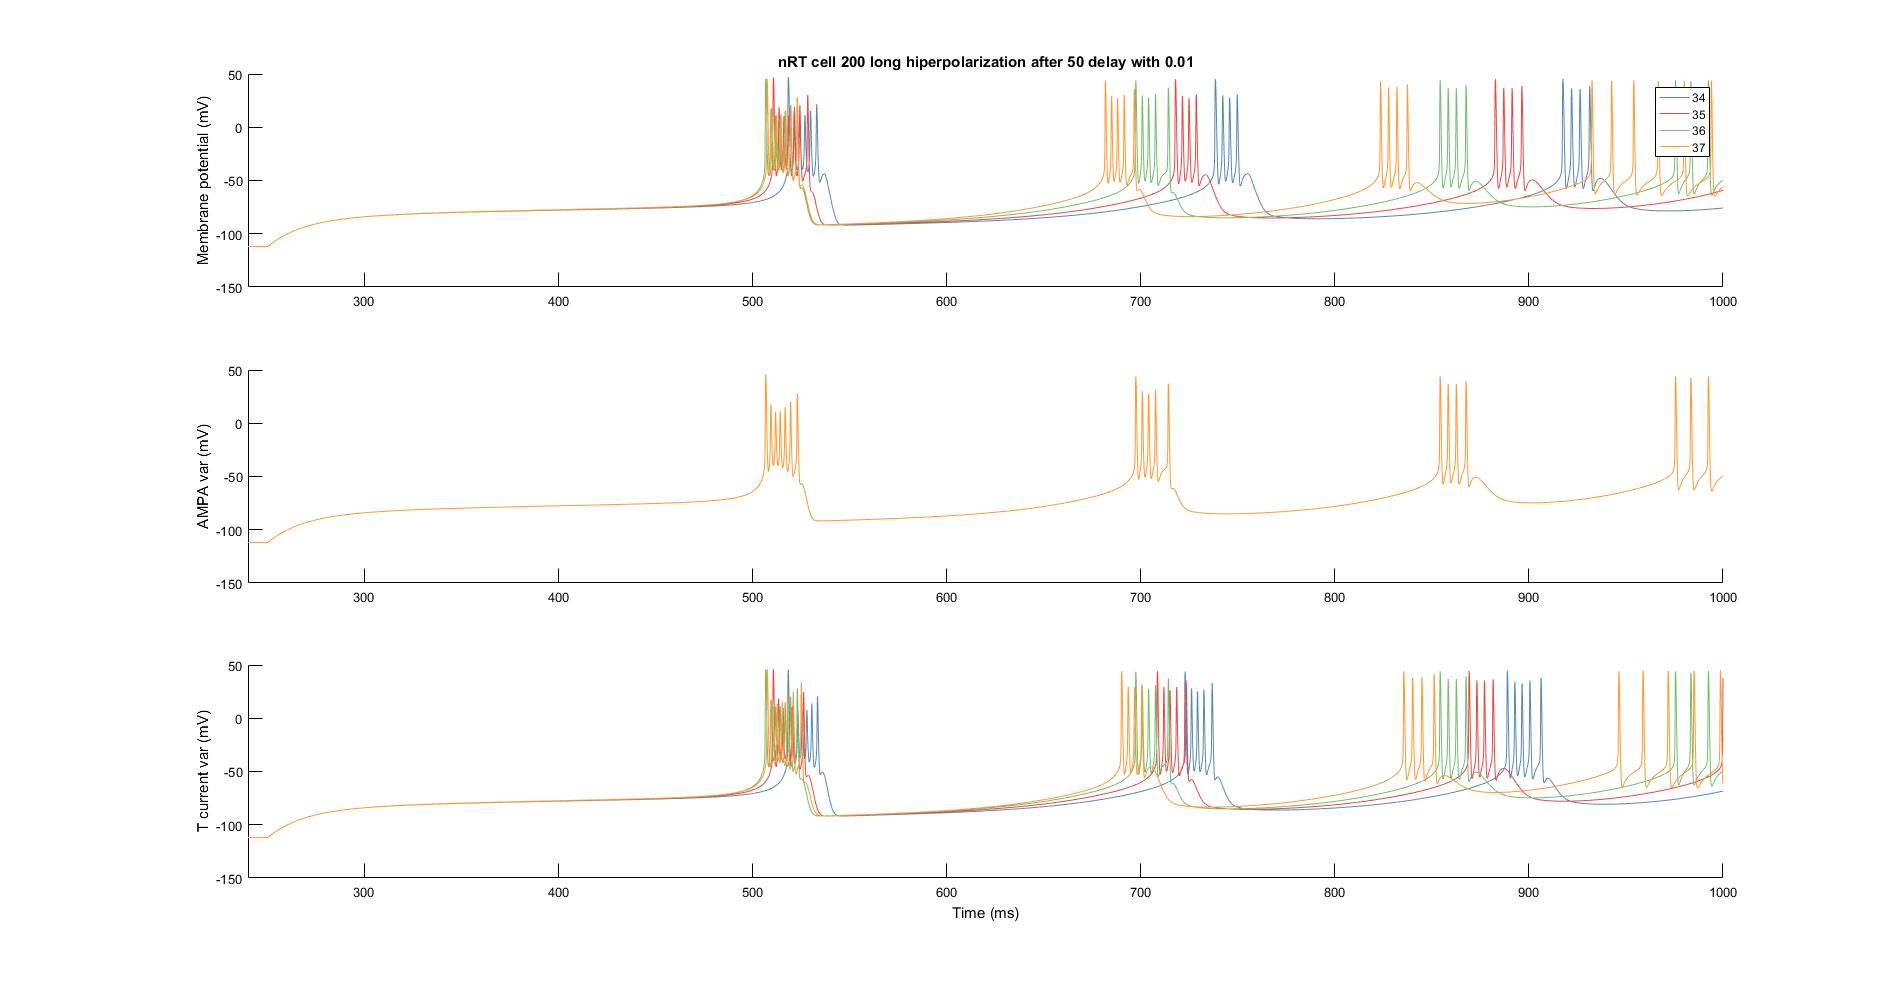 nRT cell 200 long hiperpolarization after 50 delay with 0.01
Membrane potential (mV)
50
0
-50
-100
-150
300 400 500 600 700 800 900 1000
34
35
36
37
AMPA var (mV)
50
0
-50
-100
-150
300 400 500 600 700 800 900 1000
T current var (mV)
50
0
-50
-100
-150
300 400 500 600 700 800 900 1000
Time (ms)